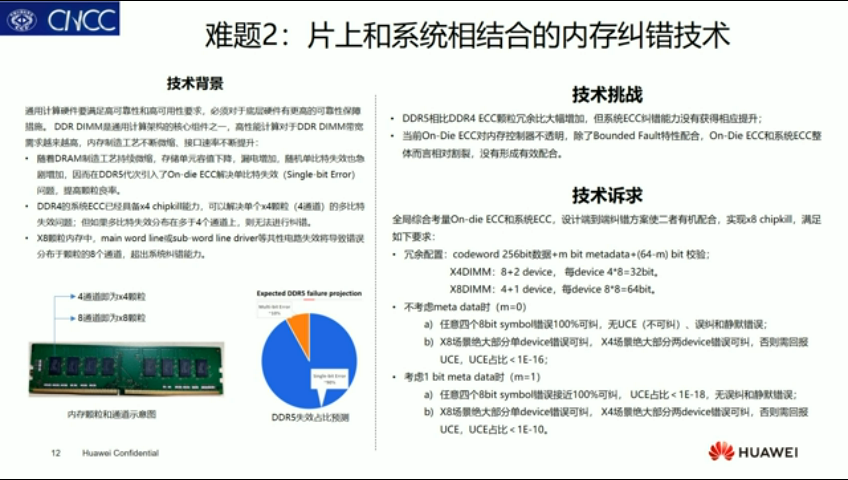 CNCC
难题2：片上和系统相结合的内存纠错技术
技术背景
通用计算硬件要满足高可靠性和高可用性要求，必须对于底层硬件有更高的可靠性保障
措施。 DDR DIMM是通用计算架构的核心组件之一，高性能计算对于DDR DIMM带宽
需求越来越高，内存制造工艺不断微缩、接口速率不断提升：
• 随着DRAM制造工艺持续微缩，存储单元容值下降，漏电增加，随机单比特失效也急
剧增加，因而在DDR5代次引入了On-die ECC解决单比特失效（Single-bit Error）
问题，提高颗粒良率。
• DDR4的系统ECC已经具备x4 chipkill能力，可以解决单个x4颗粒（4通道）的多比特
失效问题；但如果多比特失效分布在多于4个通道上，则无法进行纠错。
• X8颗粒内存中，main word line或sub-word line driver等共性电路失效将导致错误
分布于颗粒的8个通道，超出系统纠错能力。
4通道即为x4颗粒
8通道即为x8颗粒
内存颗粒和通道示意图
Expected DDR5 failure projection
Multi-bit Error
Single-bit Error
DDR5失效占比预测
技术挑战
• DDR5相比DDR4 ECC颗粒冗余比大幅增加，但系统ECC纠错能力没有获得相应提升；
• 当前On-Die ECC对内存控制器不透明，除了Bounded Fault特性配合，On-Die ECC和系统ECC整
体而言相对割裂，没有形成有效配合。
技术诉求
全局综合考量On-die ECC和系统ECC，设计端到端纠错方案使二者有机配合，实现x8 chipkill，满足
如下要求：
• 冗余配置：codeword 256bit数据+m bit metadata+(64-m) bit 校验；
X4DIMM：8+2 device， 每device 4*8=32bit。
X8DIMM：4+1 device，每device 8*8=64bit。
• 不考虑meta data时（m=0）
a) 任意四个8bit symbol错误100%可纠，无UCE（不可纠）、误纠和静默错误；
b) X8场景绝大部分单device错误可纠， X4场景绝大部分两device错误可纠，否则需回报
UCE，UCE占比＜1E-16；
• 考虑1 bit meta data时（m=1）
a) 任意四个8bit symbol错误接近100%可纠， UCE占比＜1E-18，无误纠和静默错误；
b) X8场景绝大部分单device错误可纠， X4场景绝大部分两device错误可纠，否则需回报
UCE，UCE占比＜1E-10。
12 Huawei Confidential
HUAWEI